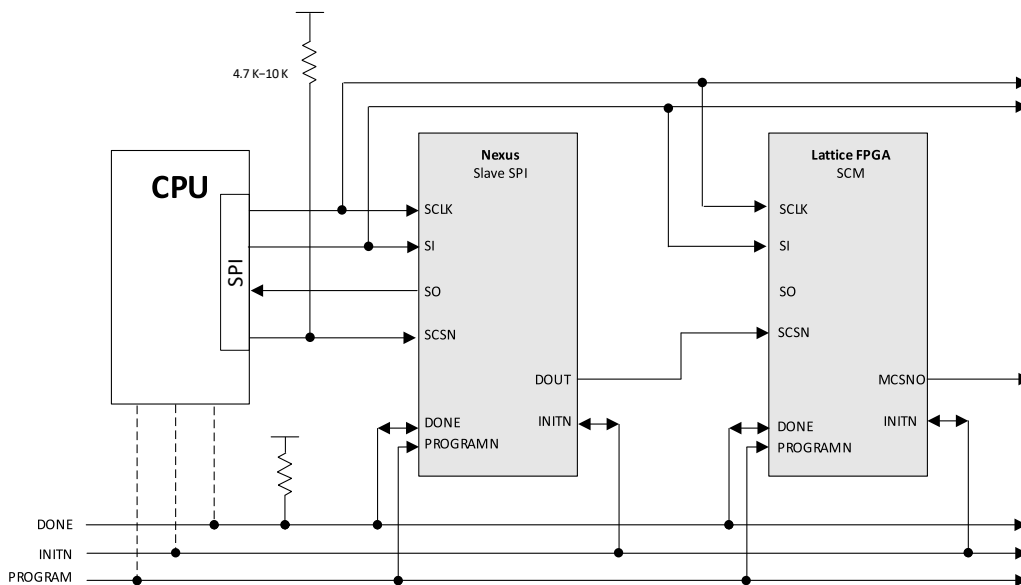 4.7 K–10 K
CPU
SPI
Nexus
Slave SPI
SCLK
SI
SO
SCSN
DOUT
DONE
INITN
PROGRAMN
Lattice FPGA
SCM
SCLK
SI
SO
SCSN
MCSNO
DONE
INITN
PROGRAMN
DONE
INITN
PROGRAM